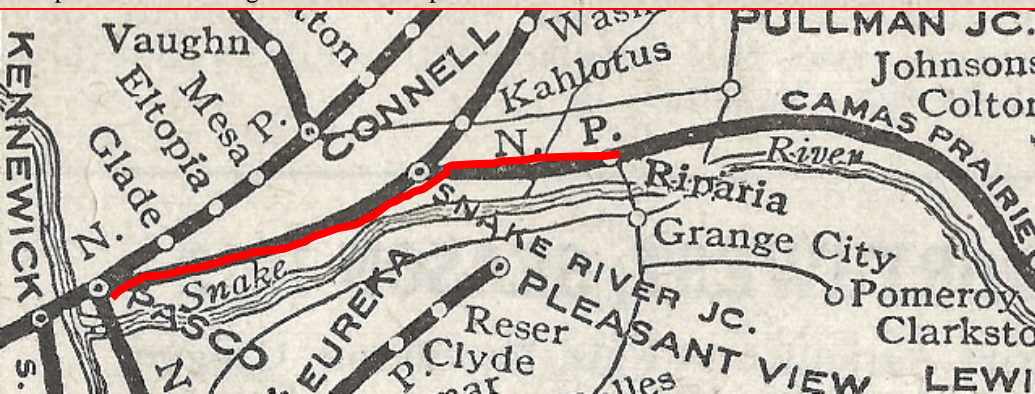 PULLMAN JC.
Vaughn
KENNEWICK
CONNELL
Kahlotus
Johnsons
Colton
Mesa
Eltopia
P.
N. P.
CAMAS PRAIRIE
Glade
River
Riparia
N.
SNAKE RIVER JC.
Grange City
Snake
PASCO
EUREKA
PLEASANT VIEW
Pomeroy
Reser
Clyde
Clarksto
S.
N
P.
LEWI